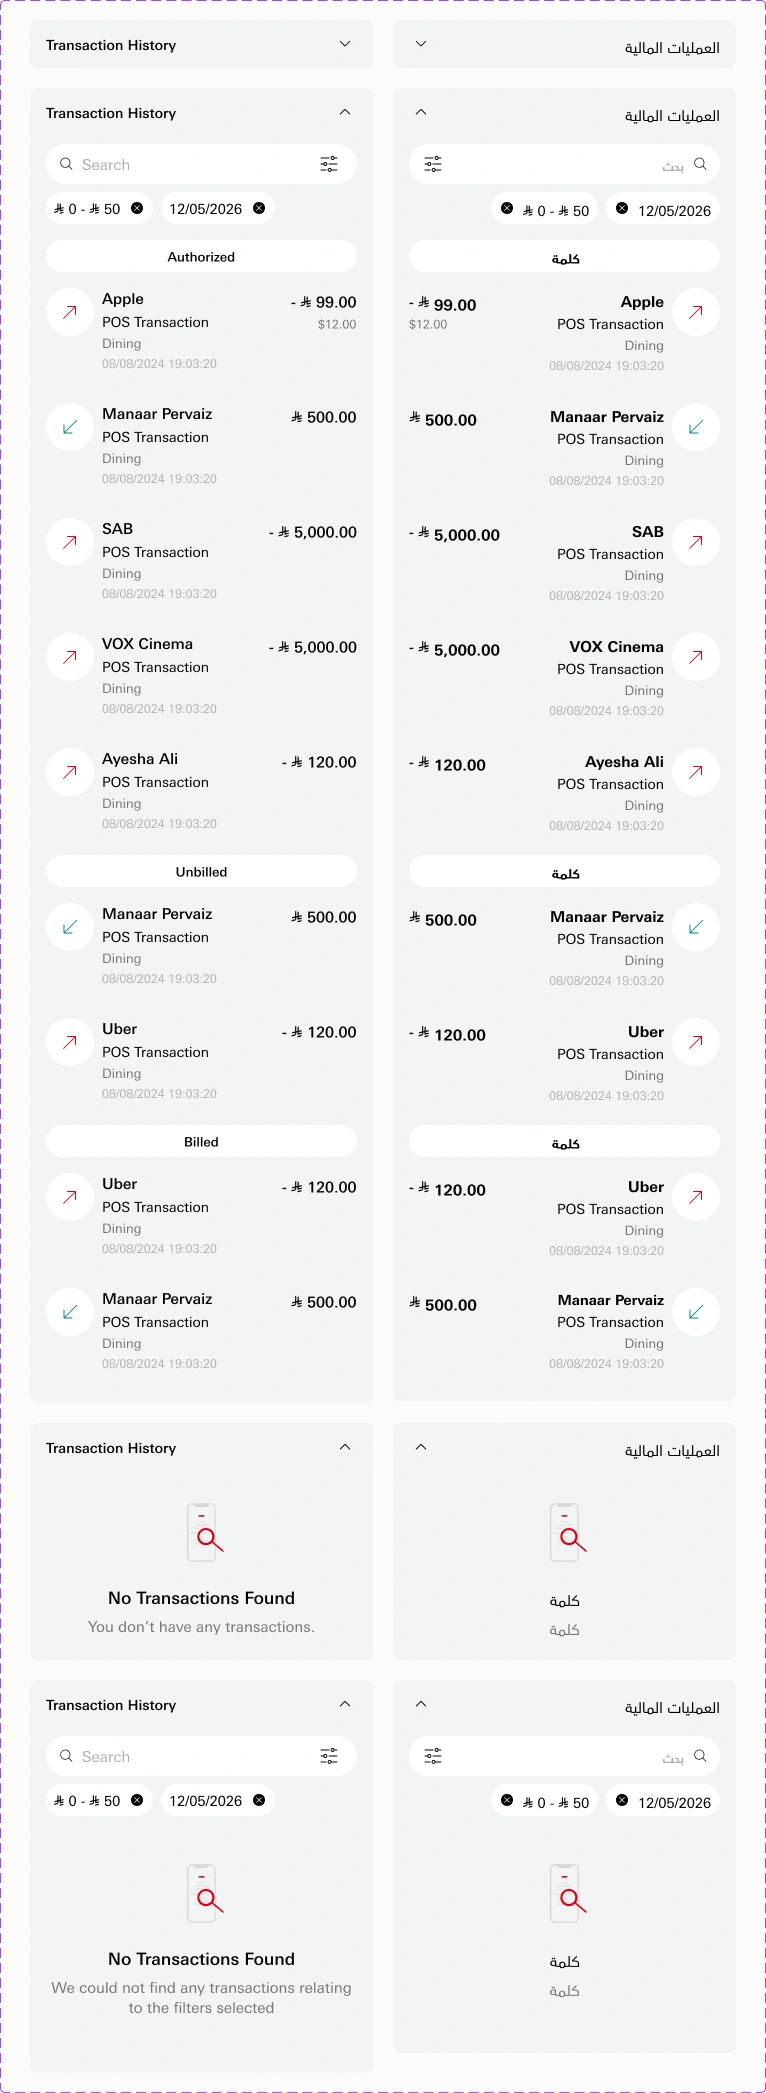 Transaction History
العمليات المالية
Transaction History
Search
⃁ 0 - ⃁ 50
12/05/2026
Authorized
Apple
- ⃁ 99.00
POS Transaction
$12.00
Dining
08/08/2024 19:03:20
Manaar Pervaiz
⃁ 500.00
POS Transaction
Dining
08/08/2024 19:03:20
SAB
- ⃁ 5,000.00
POS Transaction
Dining
08/08/2024 19:03:20
VOX Cinema
- ⃁ 5,000.00
POS Transaction
Dining
08/08/2024 19:03:20
Ayesha Ali
- ⃁ 120.00
POS Transaction
Dining
08/08/2024 19:03:20
Unbilled
Manaar Pervaiz
⃁ 500.00
POS Transaction
Dining
08/08/2024 19:03:20
Uber
- ⃁ 120.00
POS Transaction
Dining
08/08/2024 19:03:20
Billed
Uber
- ⃁ 120.00
POS Transaction
Dining
08/08/2024 19:03:20
Manaar Pervaiz
⃁ 500.00
POS Transaction
Dining
08/08/2024 19:03:20
العمليات المالية
بحث
12/05/2026
⃁ 0 - ⃁ 50
كلمة
Apple
- ⃁ 99.00
POS Transaction
$12.00
Dining
08/08/2024 19:03:20
Manaar Pervaiz
⃁ 500.00
POS Transaction
Dining
08/08/2024 19:03:20
SAB
- ⃁ 5,000.00
POS Transaction
Dining
08/08/2024 19:03:20
VOX Cinema
- ⃁ 5,000.00
POS Transaction
Dining
08/08/2024 19:03:20
Ayesha Ali
- ⃁ 120.00
POS Transaction
Dining
08/08/2024 19:03:20
كلمة
Manaar Pervaiz
⃁ 500.00
POS Transaction
Dining
08/08/2024 19:03:20
Uber
- ⃁ 120.00
POS Transaction
Dining
08/08/2024 19:03:20
كلمة
Uber
- ⃁ 120.00
POS Transaction
Dining
08/08/2024 19:03:20
Manaar Pervaiz
⃁ 500.00
POS Transaction
Dining
08/08/2024 19:03:20
Transaction History
No Transactions Found
You don't have any transactions.
العمليات المالية
كلمة
كلمة
Transaction History
Search
⃁ 0 - ⃁ 50
12/05/2026
No Transactions Found
We could not find any transactions relating
to the filters selected
العمليات المالية
بحث
12/05/2026
⃁ 0 - ⃁ 50
كلمة
كلمة